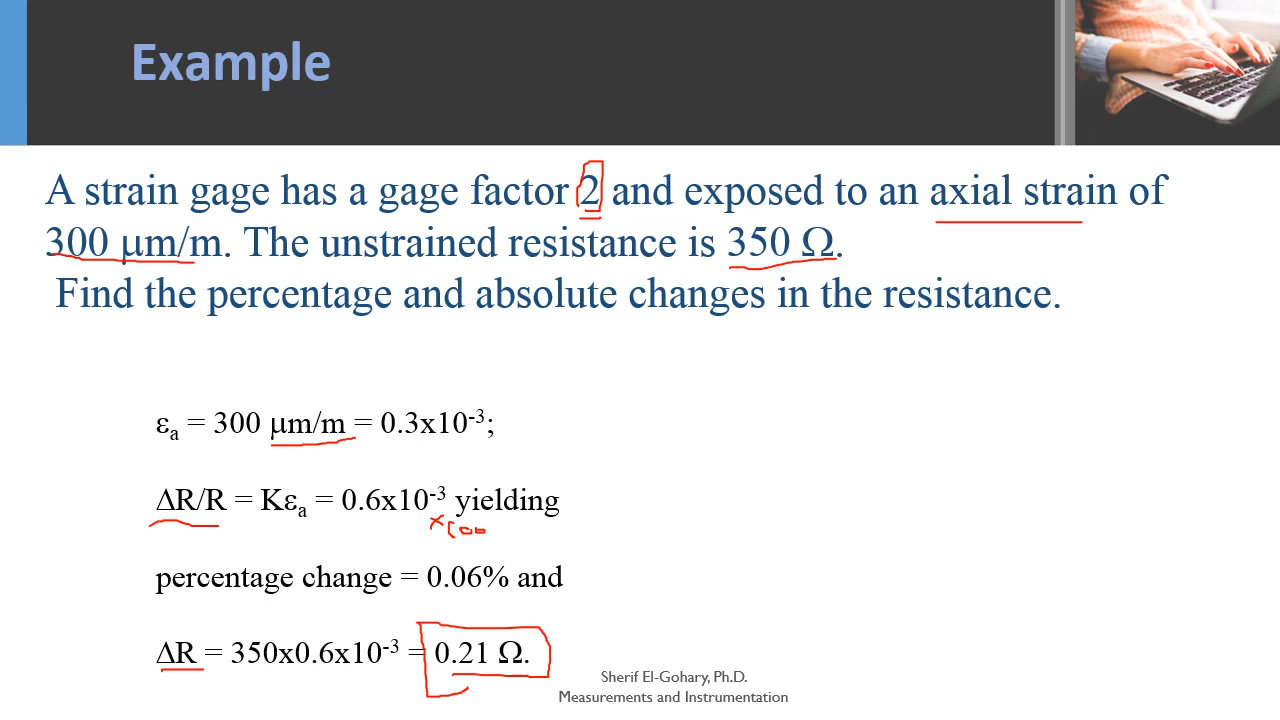 Example
A strain gage has a gage factor 2 and exposed to an axial strain of
300 μm/m. The unstrained resistance is 350 Ω.
Find the percentage and absolute changes in the resistance.
εa = 300 μm/m = 0.3x10⁻³;
ΔR/R = Kεa = 0.6x10⁻³ yielding
x100
percentage change = 0.06% and
ΔR = 350x0.6x10⁻³ = 0.21 Ω.
Sherif El-Gohary, Ph.D.
Measurements and Instrumentation